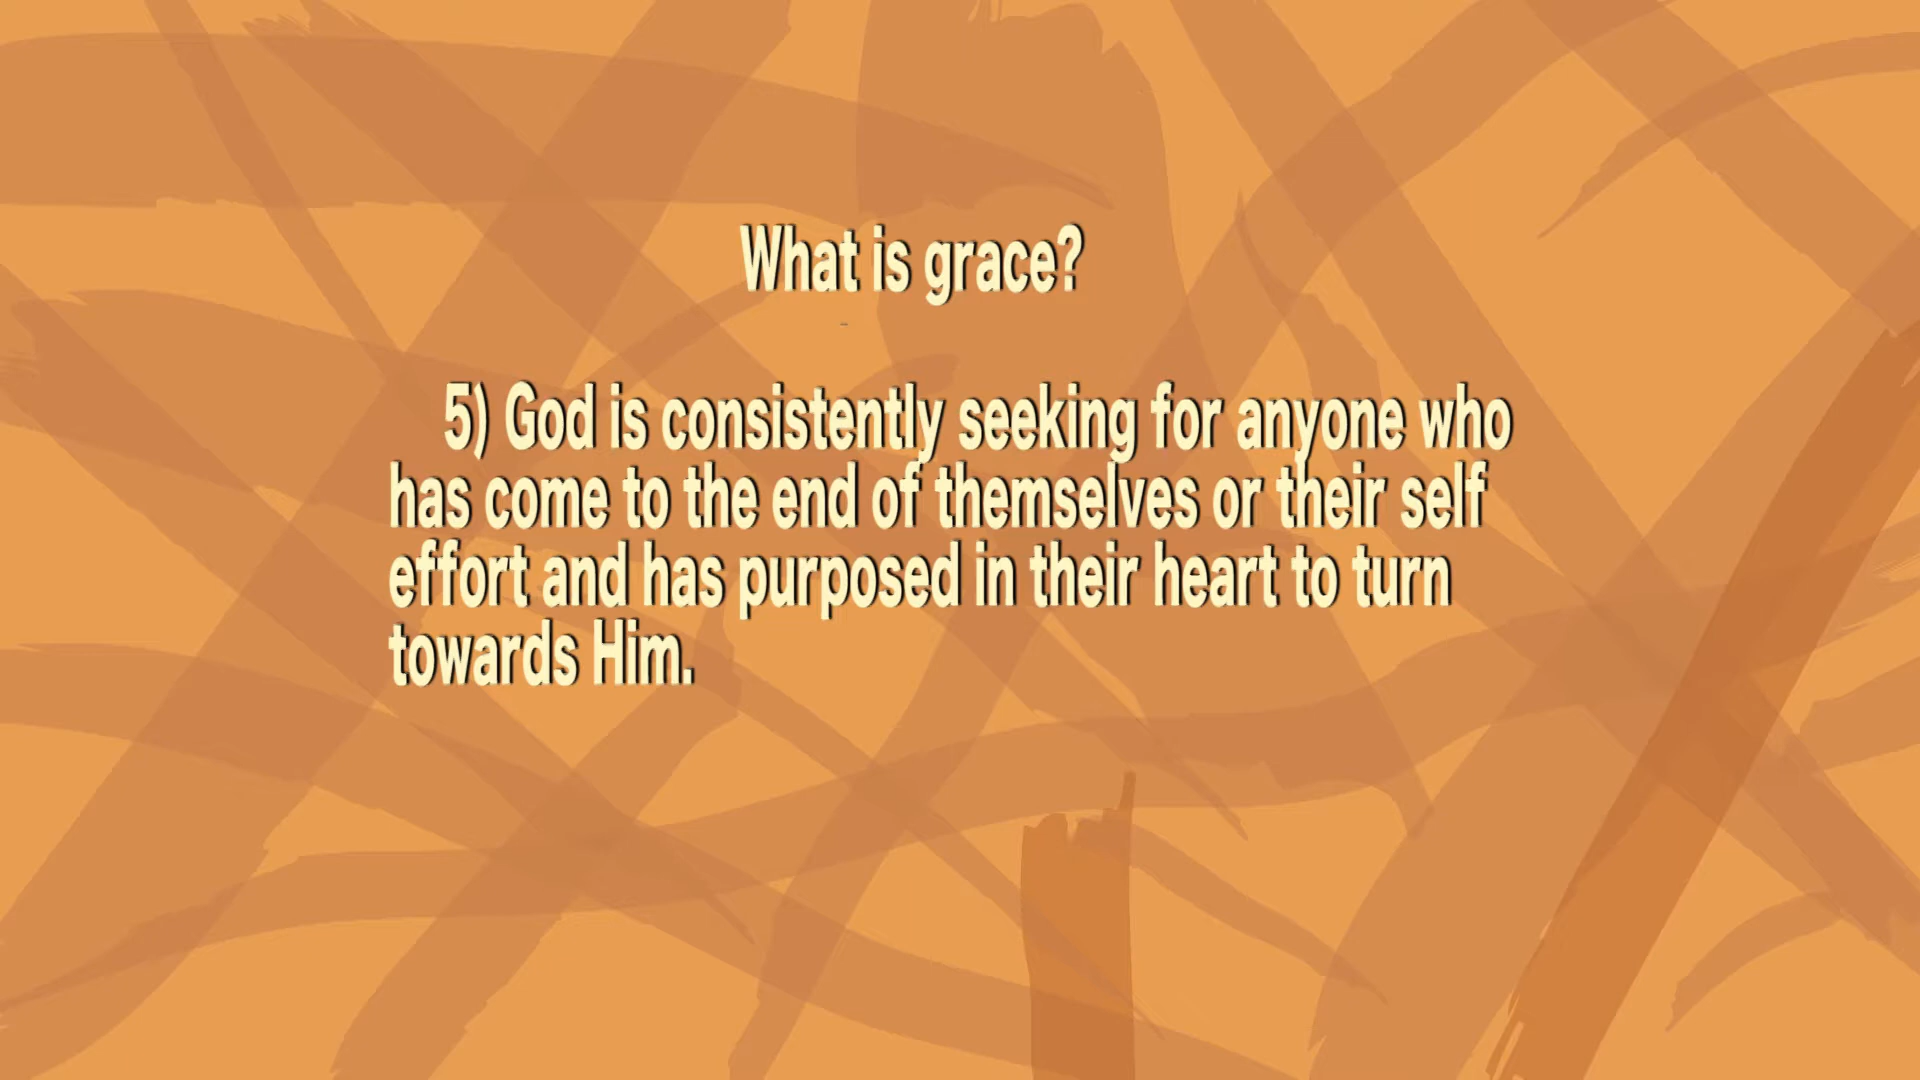 What is grace?
5) God is consistently seeking for anyone who
has come to the end of themselves or their self
effort and has purposed in their heart to turn
towards Him.